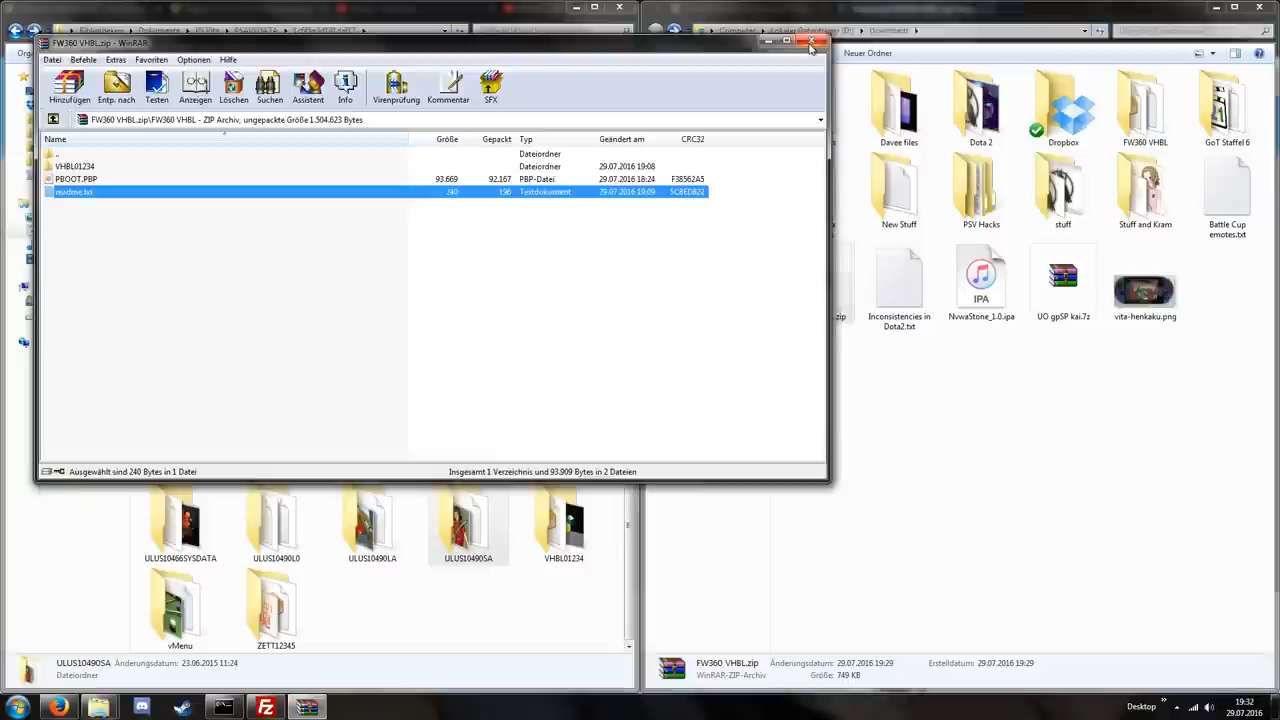 FW360 VHBL.zip - WinRAR
Datei Befehle Extras Favoriten Optionen Hilfe
Hinzufügen Entp. nach Testen Anzeigen Löschen Suchen Assistent Info Virenprüfung Kommentar SFX
FW360 VHBL.zip\FW360 VHBL - ZIP Archiv, ungepackte Größe 1.504.623 Bytes
Name Größe Gepackt Typ Geändert am CRC32
.. Dateiordner
VHBL01234 Dateiordner 29.07.2016 19:08
PBOOT.PBP 93.669 92.167 PBP-Datei 29.07.2016 18:24 F38562A5
readme.txt 240 196 Textdokument 29.07.2016 19:09 5C8EDB22
Ausgewählt sind 240 Bytes in 1 Datei Insgesamt 1 Verzeichnis und 93.909 Bytes in 2 Dateien
Neuer Ordner
Davee files Dota 2 Dropbox FW360 VHBL GoT Staffel 6
New Stuff PSV Hacks stuff Stuff and Kram Battle Cup
emotes.txt
IPA
.zip Inconsistencies in
Dota2.txt
NvwaStone_1.0.ipa UO gpSP kai.7z vita-henkaku.png
ULUS10466SYSDATA ULUS10490L0 ULUS10490LA ULUS10490SA VHBL01234
vMenu ZETT12345
ULUS10490SA Änderungsdatum: 23.06.2015 11:24
Dateiordner
FW360 VHBL.zip Änderungsdatum: 29.07.2016 19:29 Erstelldatum: 29.07.2016 19:29
WinRAR-ZIP-Archiv Größe: 749 KB
Desktop
19:32
29.07.2016